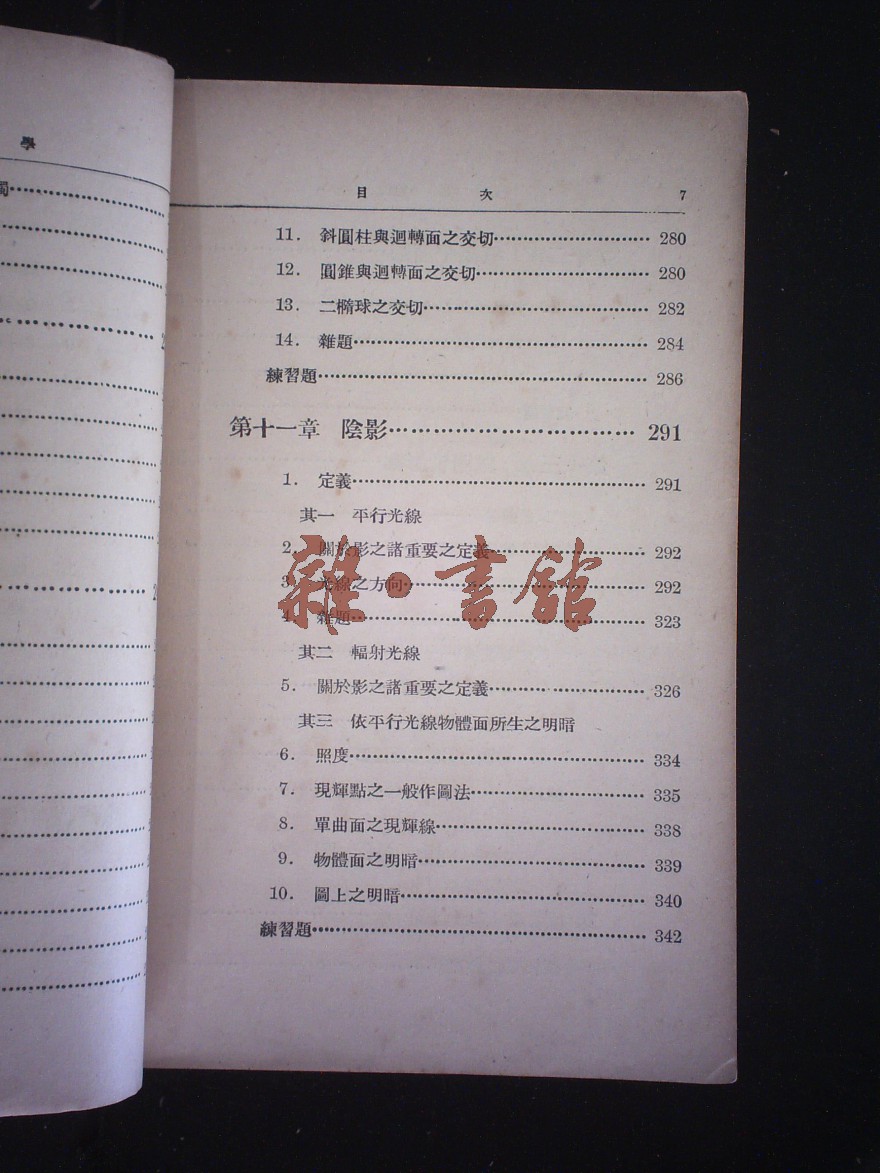 學
目 次 7
11. 斜圓柱與迴轉面之交切 280
12. 圓錐與迴轉面之交切 280
13. 二橢球之交切 282
14. 雜題 284
練習題 286
第十一章 陰影 291
1. 定義 291
其一 平行光線
2. 關於影之諸重要之定義 292
3. 光線之方向 292
4. 雜題 323
其二 輻射光線
5. 關於影之諸重要之定義 326
其三 依平行光線物體面所生之明暗
6. 照度 334
7. 現輝點之一般作圖法 335
8. 單曲面之現輝線 338
9. 物體面之明暗 339
10. 圖上之明暗 340
練習題 342
雜·書館